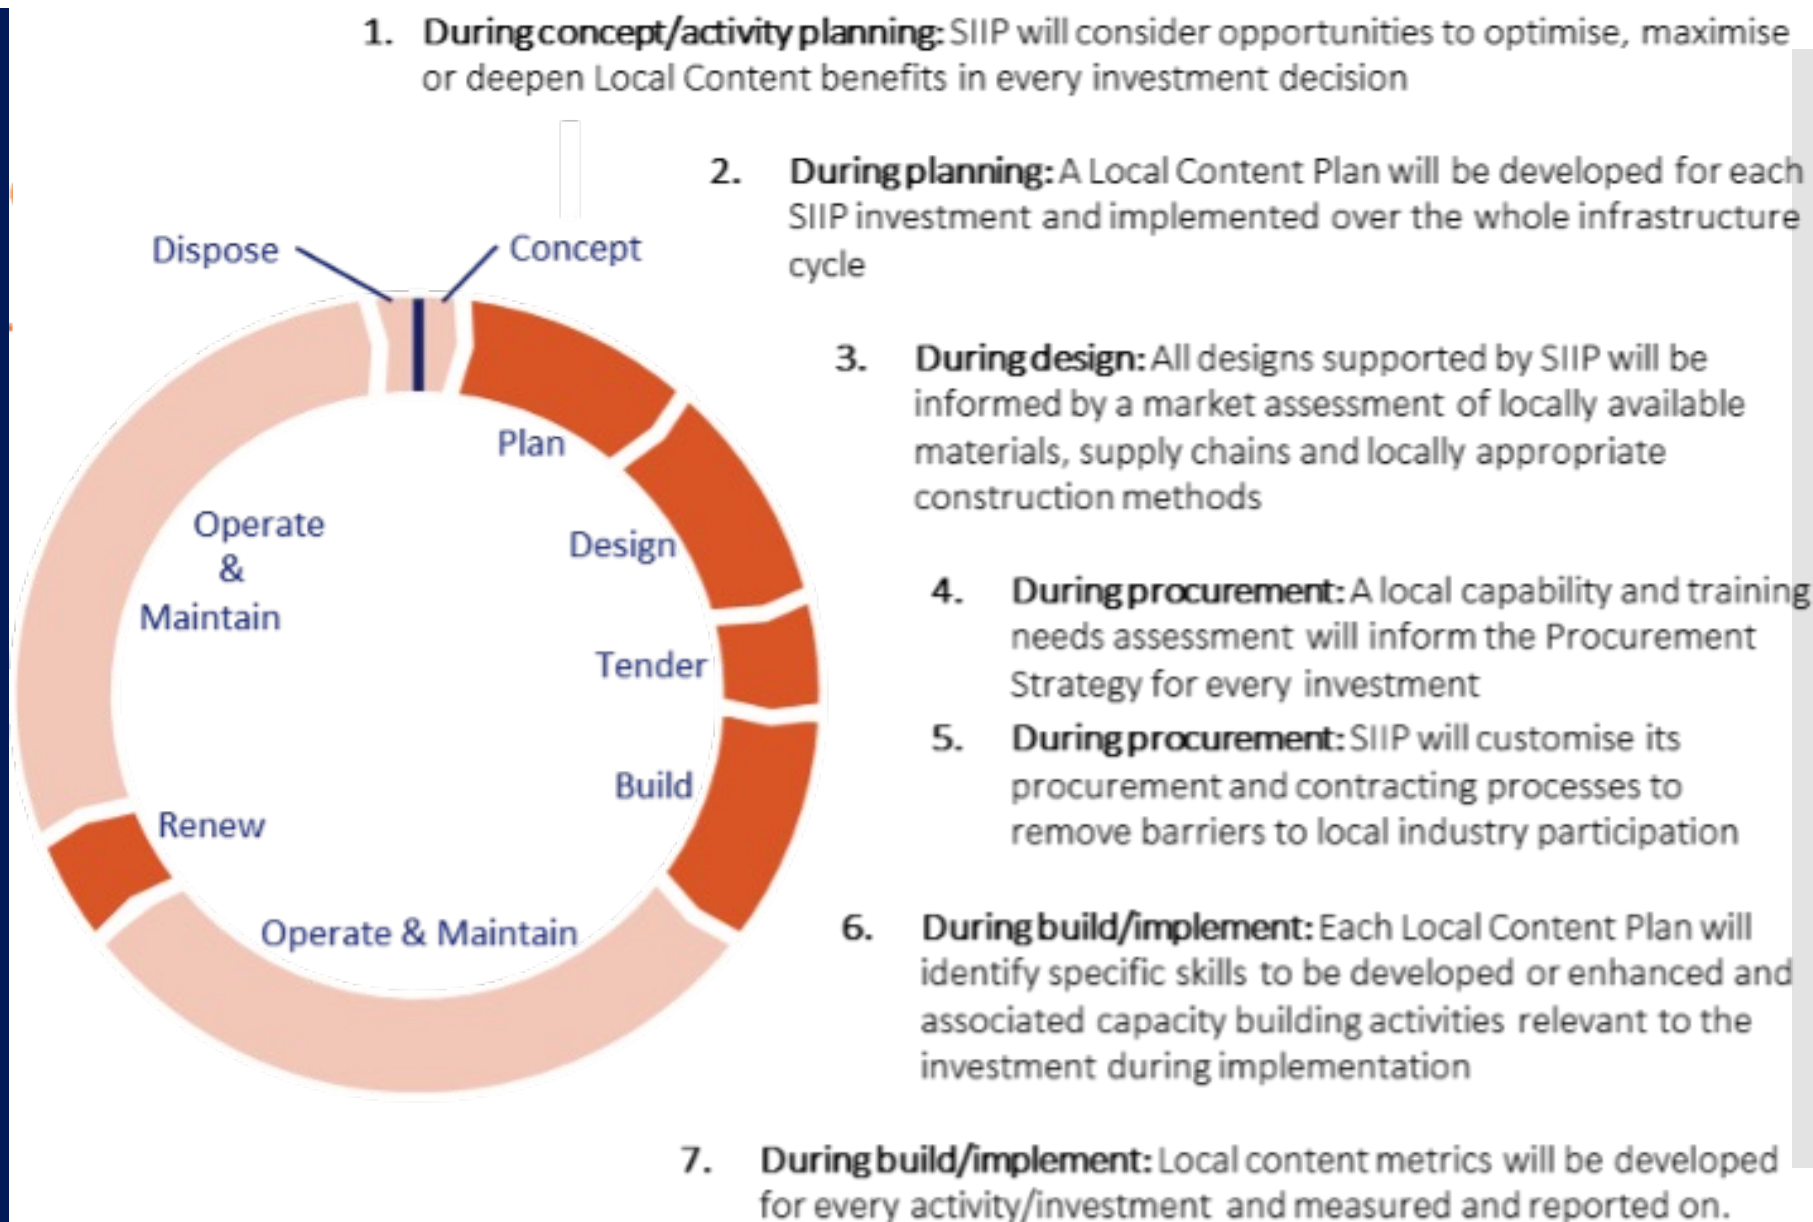 1. During concept/activity planning: SIIP will consider opportunities to optimise, maximise
or deepen Local Content benefits in every investment decision
2. During planning: A Local Content Plan will be developed for each
SIIP investment and implemented over the whole infrastructure
cycle
Dispose
Concept
3. During design: All designs supported by SIIP will be
informed by a market assessment of locally available
materials, supply chains and locally appropriate
construction methods
Plan
Design
Operate
&
Maintain
Tender
4. During procurement: A local capability and training
needs assessment will inform the Procurement
Strategy for every investment
5. During procurement: SIIP will customise its
procurement and contracting processes to
remove barriers to local industry participation
Build
Renew
Operate & Maintain
6. During build/implement: Each Local Content Plan will
identify specific skills to be developed or enhanced and
associated capacity building activities relevant to the
investment during implementation
7. During build/implement: Local content metrics will be developed
for every activity/investment and measured and reported on.